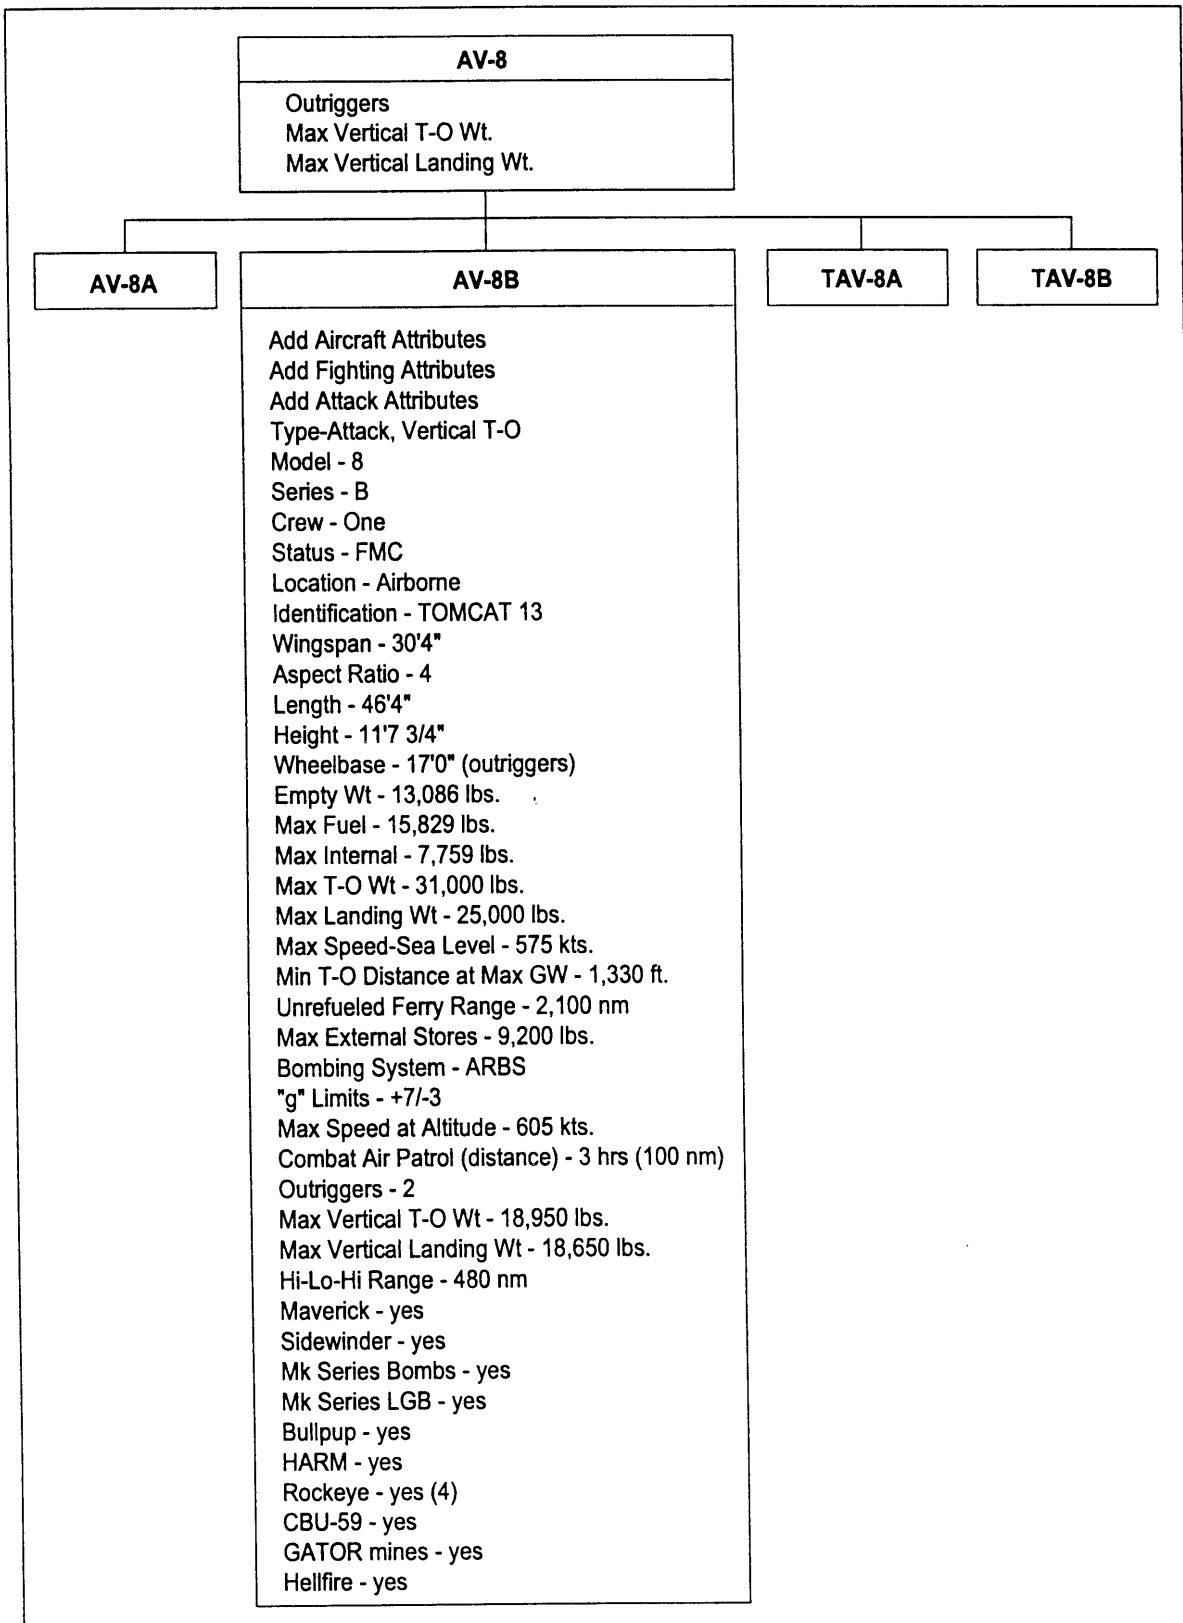 AV-8
Outriggers
Max Vertical T-O Wt.
Max Vertical Landing Wt.
AV-8A
AV-8B
TAV-8A
TAV-8B
Add Aircraft Attributes
Add Fighting Attributes
Add Attack Attributes
Type-Attack, Vertical T-O
Model - 8
Series - B
Crew - One
Status - FMC
Location - Airborne
Identification - TOMCAT 13
Wingspan - 30'4"
Aspect Ratio - 4
Length - 46'4"
Height - 11'7 3/4"
Wheelbase - 17'0" (outriggers)
Empty Wt - 13,086 lbs.
Max Fuel - 15,829 lbs.
Max Internal - 7,759 lbs.
Max T-O Wt - 31,000 lbs.
Max Landing Wt - 25,000 lbs.
Max Speed-Sea Level - 575 kts.
Min T-O Distance at Max GW - 1,330 ft.
Unrefueled Ferry Range - 2,100 nm
Max External Stores - 9,200 lbs.
Bombing System - ARBS
"g" Limits - +7/-3
Max Speed at Altitude - 605 kts.
Combat Air Patrol (distance) - 3 hrs (100 nm)
Outriggers - 2
Max Vertical T-O Wt - 18,950 lbs.
Max Vertical Landing Wt - 18,650 lbs.
Hi-Lo-Hi Range - 480 nm
Maverick - yes
Sidewinder - yes
Mk Series Bombs - yes
Mk Series LGB - yes
Bullpup - yes
HARM - yes
Rockeye - yes (4)
CBU-59 - yes
GATOR mines - yes
Hellfire - yes